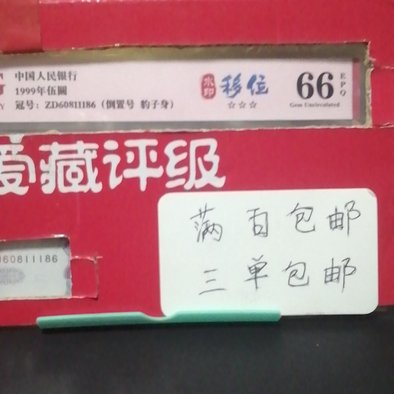 中国人民银行
1999年伍圆
冠号：ZD60811186（倒置号 豹子身）
水印 移位
☆☆☆
66 EPQ
Gem Uncirculated
爱藏评级
60811186
满百包邮
三单包邮